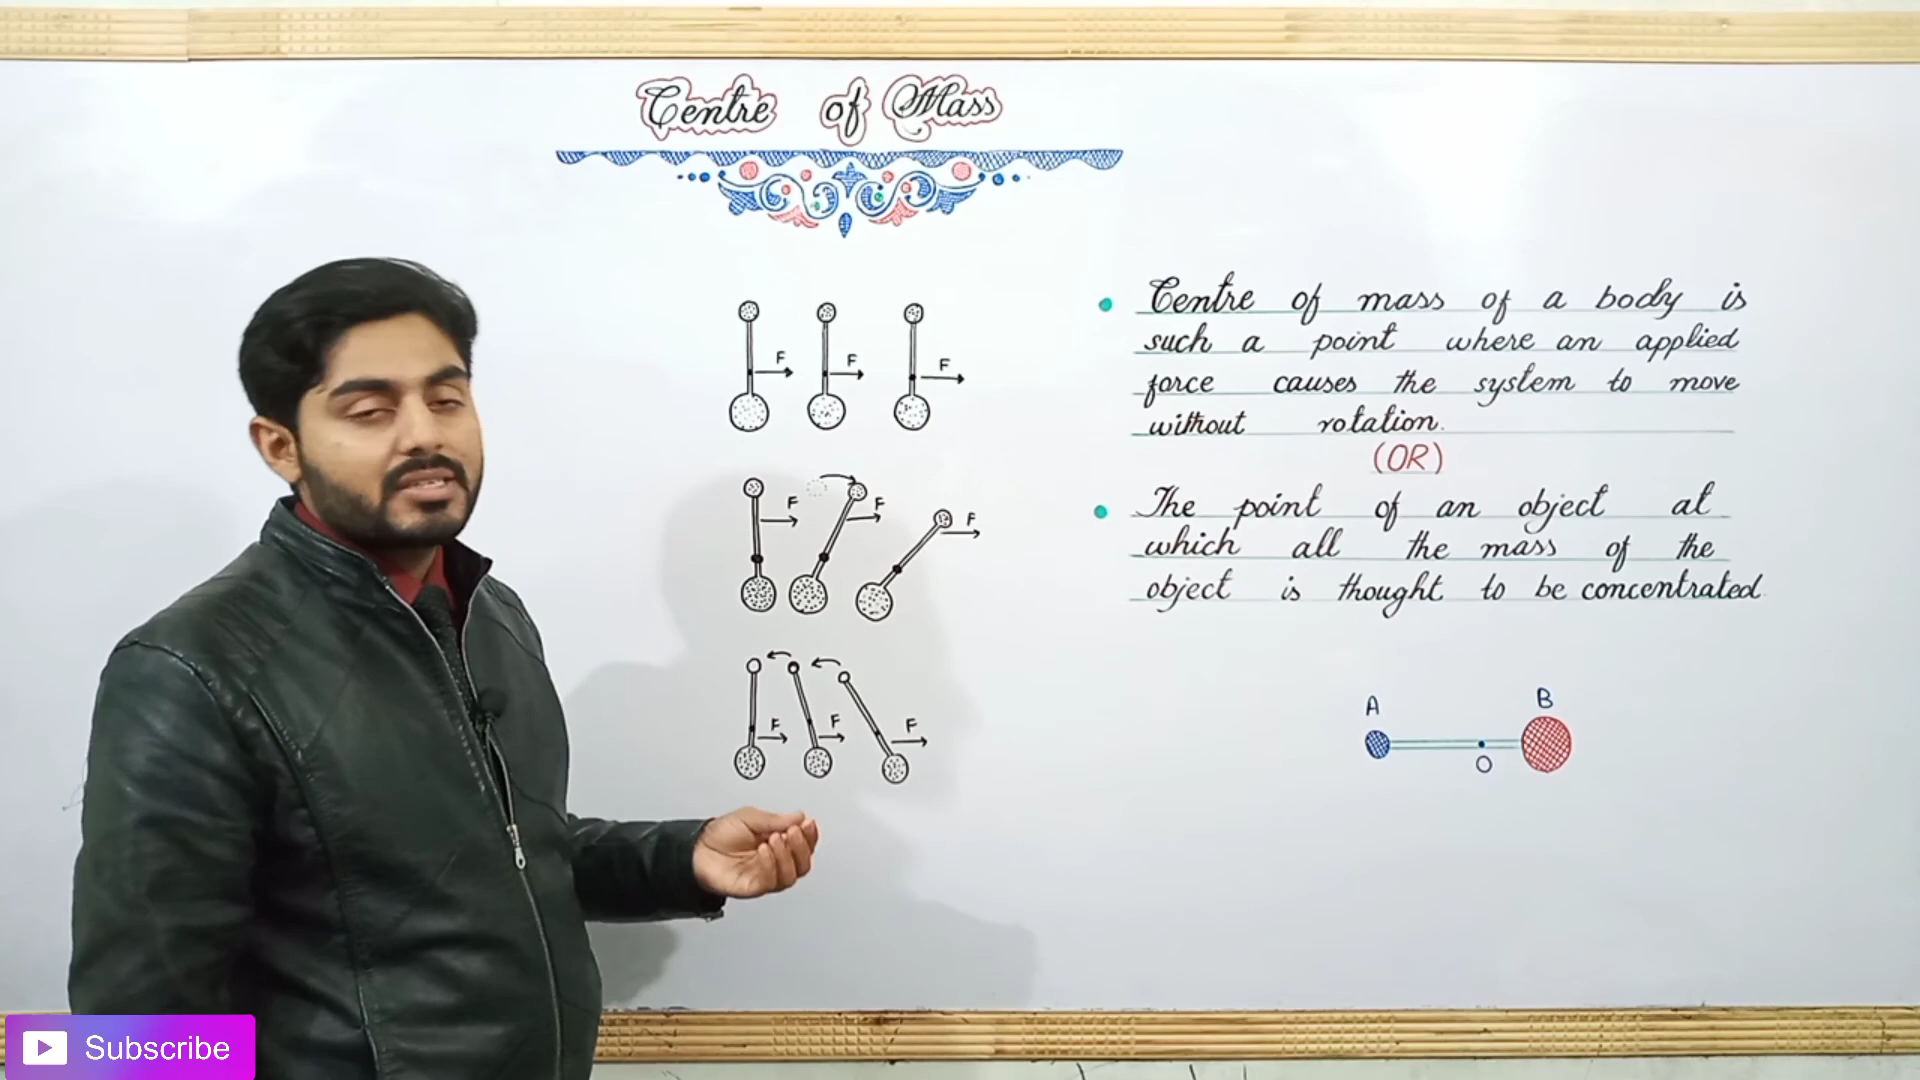 Centre of Mass
F F F
F F F
F F F
Centre of mass of a body is
such a point where an applied
force causes the system to move
without rotation.
(OR)
The point of an object at
which all the mass of the
object is thought to be concentrated.
A B
O
Subscribe